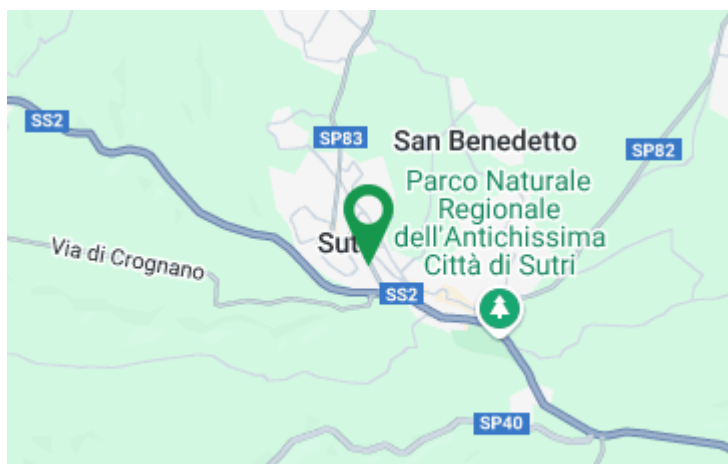 SS2
SP83
San Benedetto
SP82
Parco Naturale
Regionale
dell'Antichissima
Città di Sutri
Via di Crognano
SS2
SP40